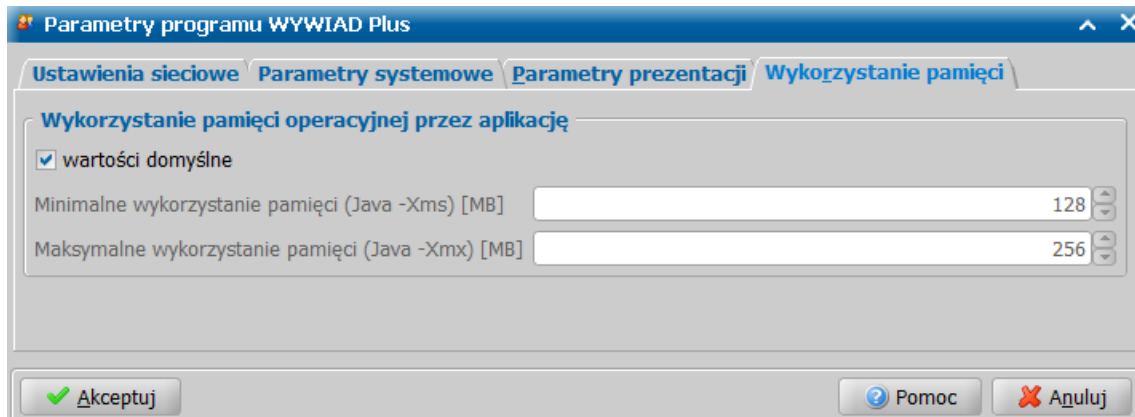 Parametry programu WYWIAD Plus
Ustawienia sieciowe Parametry systemowe Parametry prezentacji Wykorzystanie pamięci
Wykorzystanie pamięci operacyjnej przez aplikację
wartości domyślne
Minimalne wykorzystanie pamięci (Java -Xms) [MB] 128
Maksymalne wykorzystanie pamięci (Java -Xmx) [MB] 256
Akceptuj Pomoc Anuluj